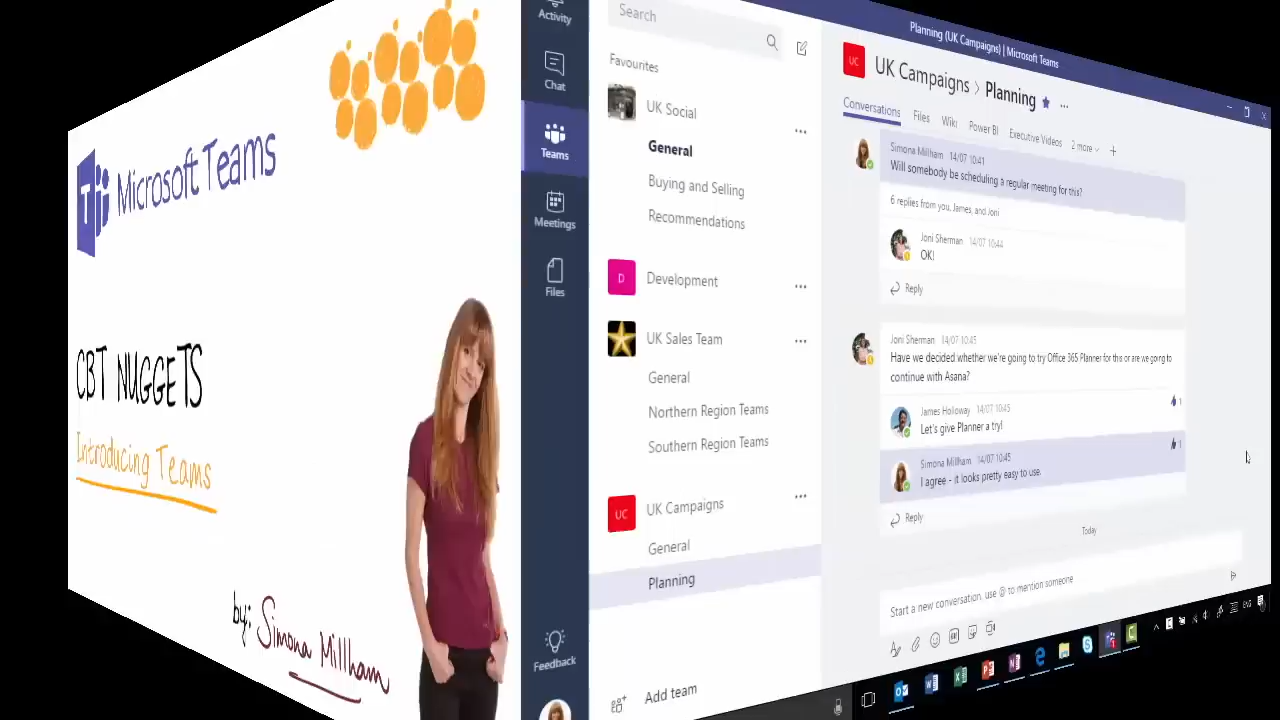 Microsoft Teams
CBT NUGGETS
Introducing Teams
by: Simona Millham
Activity
Chat
Teams
Meetings
Files
Feedback
Search
Favourites
UK Social
General
Buying and Selling
Recommendations
D
Development
UK Sales Team
General
Northern Region Teams
Southern Region Teams
UC
UK Campaigns
General
Planning
Add team
Planning (UK Campaigns) | Microsoft Teams
UC
UK Campaigns > Planning
Conversations Files Wiki Power BI Executive Videos 2 more
Simona Millham 14/07 10:41
Will somebody be scheduling a regular meeting for this?
6 replies from you, James, and Joni
Joni Sherman 14/07 10:44
OK!
Reply
Joni Sherman 14/07 10:45
Have we decided whether we're going to try Office 365 Planner for this or are we going to
continue with Asana?
1
James Holloway 14/07 10:45
Let's give Planner a try!
1
Simona Millham 14/07 10:45
I agree - it looks pretty easy to use.
Reply
Today
Start a new conversation, use @ to mention someone
ENG